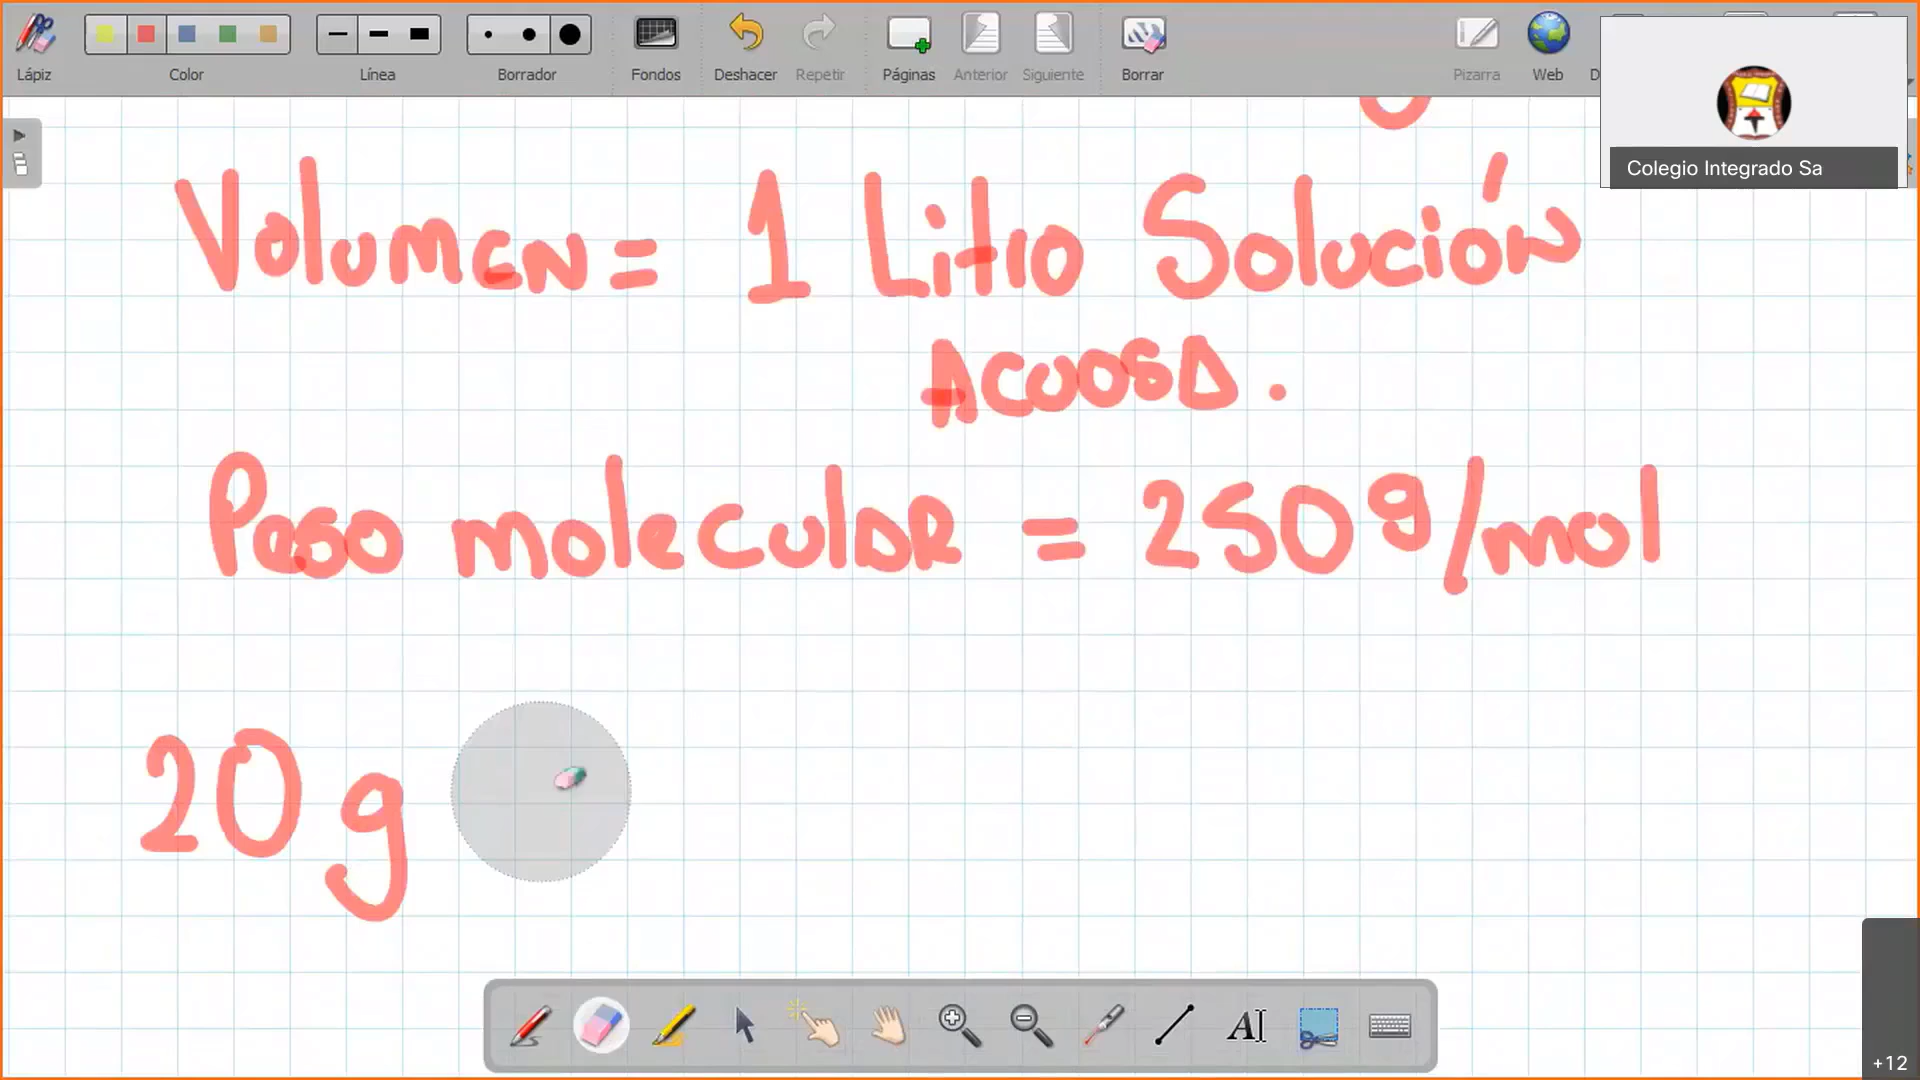 Lápiz
Color
Línea
Borrador
Fondos
Deshacer
Repetir
Páginas
Anterior
Siguiente
Borrar
Pizarra
Web
Colegio Integrado Sa
Volumen = 1 Litro Solución
Acuosa.
Peso molecular = 250g/mol
20 g
+12